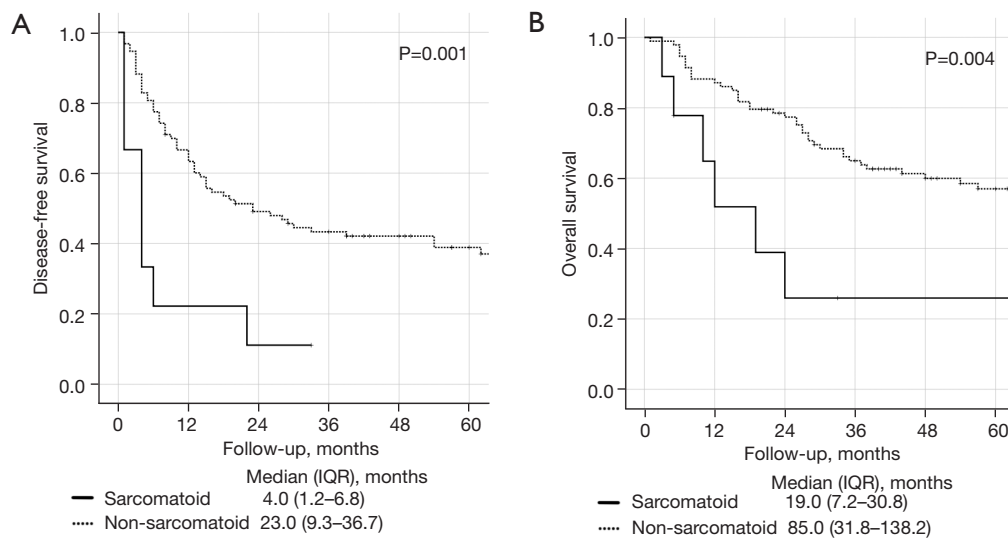 A
P=0.001
Disease-free survival
1.0
0.8
0.6
0.4
0.2
0.0
0 12 24 36 48 60
Follow-up, months
Median (IQR), months
Sarcomatoid 4.0 (1.2–6.8)
Non-sarcomatoid 23.0 (9.3–36.7)
B
P=0.004
Overall survival
1.0
0.8
0.6
0.4
0.2
0.0
0 12 24 36 48 60
Follow-up, months
Median (IQR), months
Sarcomatoid 19.0 (7.2–30.8)
Non-sarcomatoid 85.0 (31.8–138.2)